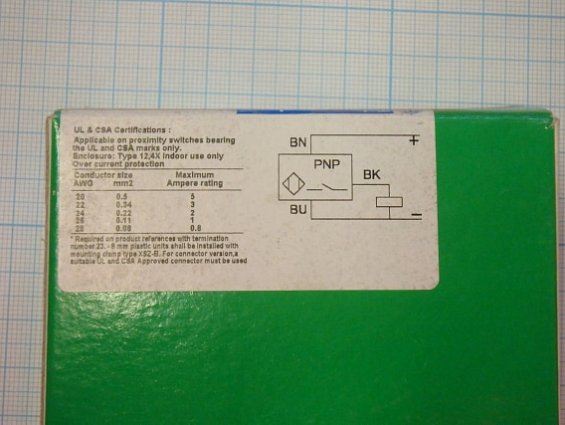 UL & CSA Certifications :
Applicable on proximity switches bearing
the UL and CSA marks only.
Enclosure: Type 12,4X indoor use only
Over current protection
Conductor size Maximum
AWG mm2 Ampere rating
20 0.5 5
22 0.34 3
24 0.22 2
26 0.11 1
28 0.08 0.8
* Required on product references with termination
number 23. - 8 mm plastic units shall be installed with
mounting clamp type XSZ-B. For connector version,a
suitable UL and CSA Approved connector must be used
BN +
PNP
BK
BU −